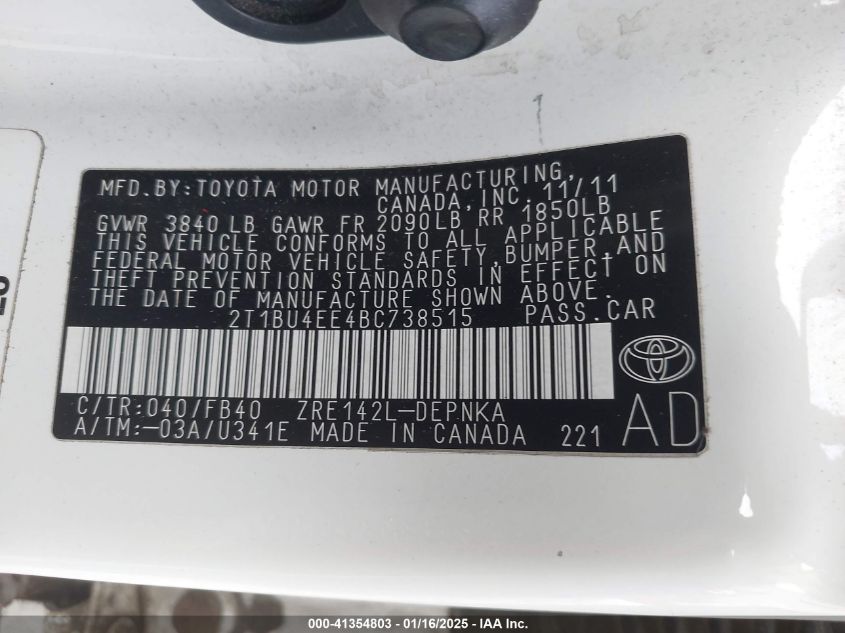 MFD.BY:TOYOTA MOTOR MANUFACTURING,
CANADA, INC. 11/11
GVWR 3840 LB GAWR FR 2090LB RR 1850LB
THIS VEHICLE CONFORMS TO ALL APPLICABLE
FEDERAL MOTOR VEHICLE SAFETY, BUMPER AND
THEFT PREVENTION STANDARDS IN EFFECT ON
THE DATE OF MANUFACTURE SHOWN ABOVE.
2T1BU4EE4BC738515 PASS.CAR
C/TR:040/FB40 ZRE142L-DEPNKA
A/TM:-03A/U341E MADE IN CANADA 221 AD
000-41354803 - 01/16/2025 - IAA Inc.